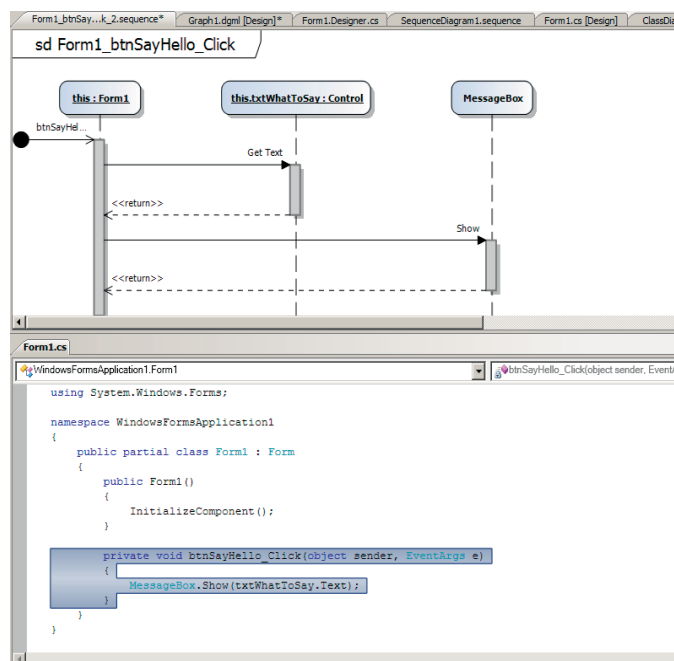 Form1_btnSay...k_2.sequence* Graph1.dgml [Design]* Form1.Designer.cs SequenceDiagram1.sequence Form1.cs [Design] ClassDia
sd Form1_btnSayHello_Click
this : Form1 this.txtWhatToSay : Control MessageBox
btnSayHel...
Get Text
<<return>>
Show
<<return>>
Form1.cs
WindowsFormsApplication1.Form1 btnSayHello_Click(object sender, EventA
using System.Windows.Forms;
namespace WindowsFormsApplication1
{
public partial class Form1 : Form
{
public Form1()
{
InitializeComponent();
}
private void btnSayHello_Click(object sender, EventArgs e)
{
MessageBox.Show(txtWhatToSay.Text);
}
}
}